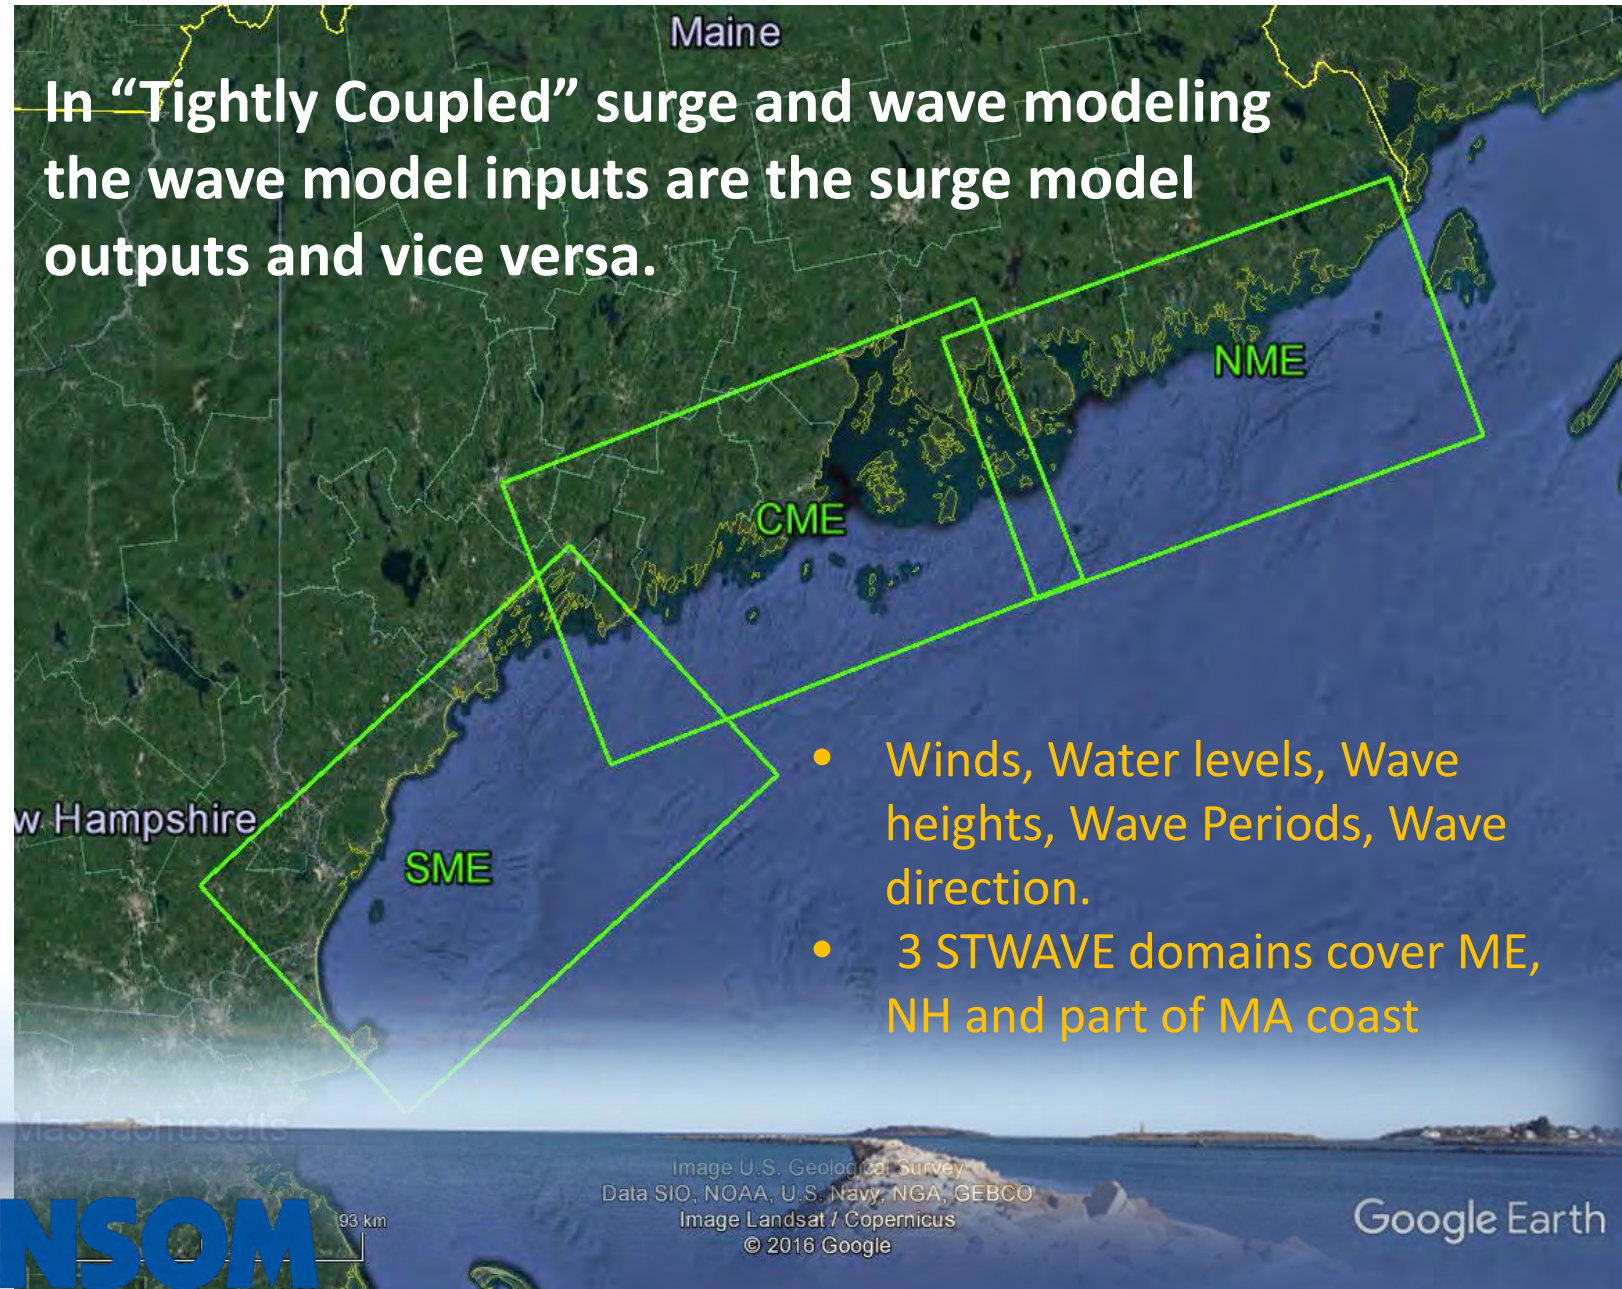 Maine
In “Tightly Coupled” surge and wave modeling
the wave model inputs are the surge model
outputs and vice versa.
NME
CME
w Hampshire
SME
• Winds, Water levels, Wave
heights, Wave Periods, Wave
direction.
• 3 STWAVE domains cover ME,
NH and part of MA coast
Massachusetts
Image U.S. Geological Survey
Data SIO, NOAA, U.S. Navy, NGA, GEBCO
Image Landsat / Copernicus
© 2016 Google
93 km
NSOM
Google Earth